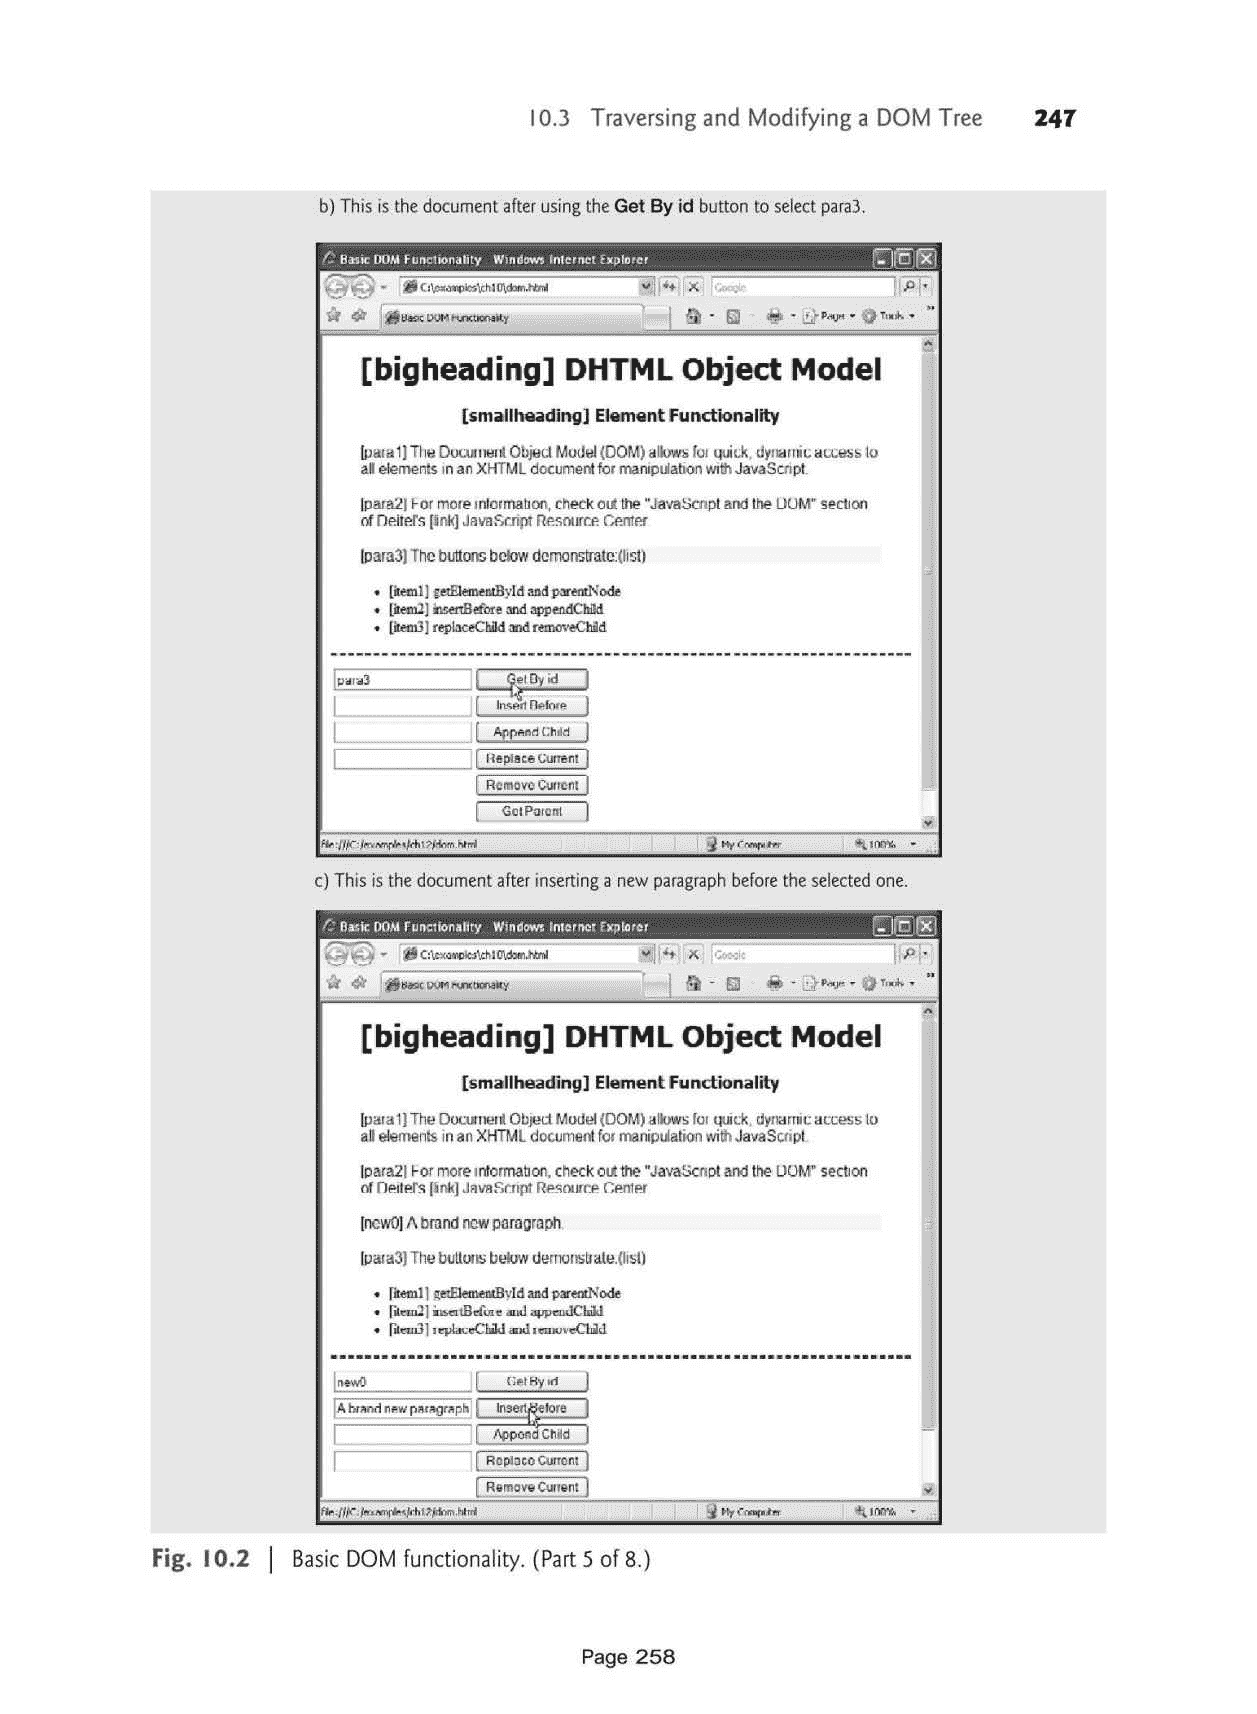 10.3 Traversing and Modifying a DOM Tree 247
b) This is the document after using the Get By id button to select para3.
Basic DOM Functionality Windows Internet Explorer
C:\examples\ch10\dom.html
Google
Basic DOM Functionality
Page
Tools
[bigheading] DHTML Object Model
[smallheading] Element Functionality
[para1] The Document Object Model (DOM) allows for quick, dynamic access to
all elements in an XHTML document for manipulation with JavaScript.
[para2] For more information, check out the "JavaScript and the DOM" section
of Deitel's [link] JavaScript Resource Center
[para3] The buttons below demonstrate:(list)
• [item1] getElementById and parentNode
• [item2] insertBefore and appendChild
• [item3] replaceChild and removeChild
para3 Get By id
Insert Before
Append Child
Replace Current
Remove Current
Get Parent
file:///C:/examples/ch12/dom.html My Computer 100%
c) This is the document after inserting a new paragraph before the selected one.
Basic DOM Functionality Windows Internet Explorer
C:\examples\ch10\dom.html
Google
Basic DOM Functionality
Page
Tools
[bigheading] DHTML Object Model
[smallheading] Element Functionality
[para1] The Document Object Model (DOM) allows for quick, dynamic access to
all elements in an XHTML document for manipulation with JavaScript.
[para2] For more information, check out the "JavaScript and the DOM" section
of Deitel's [link] JavaScript Resource Center
[new0] A brand new paragraph.
[para3] The buttons below demonstrate:(list)
• [item1] getElementById and parentNode
• [item2] insertBefore and appendChild
• [item3] replaceChild and removeChild
new0 Get By id
A brand new paragraph Insert Before
Append Child
Replace Current
Remove Current
file:///C:/examples/ch12/dom.html My Computer 100%
Fig. 10.2 | Basic DOM functionality. (Part 5 of 8.)
Page 258